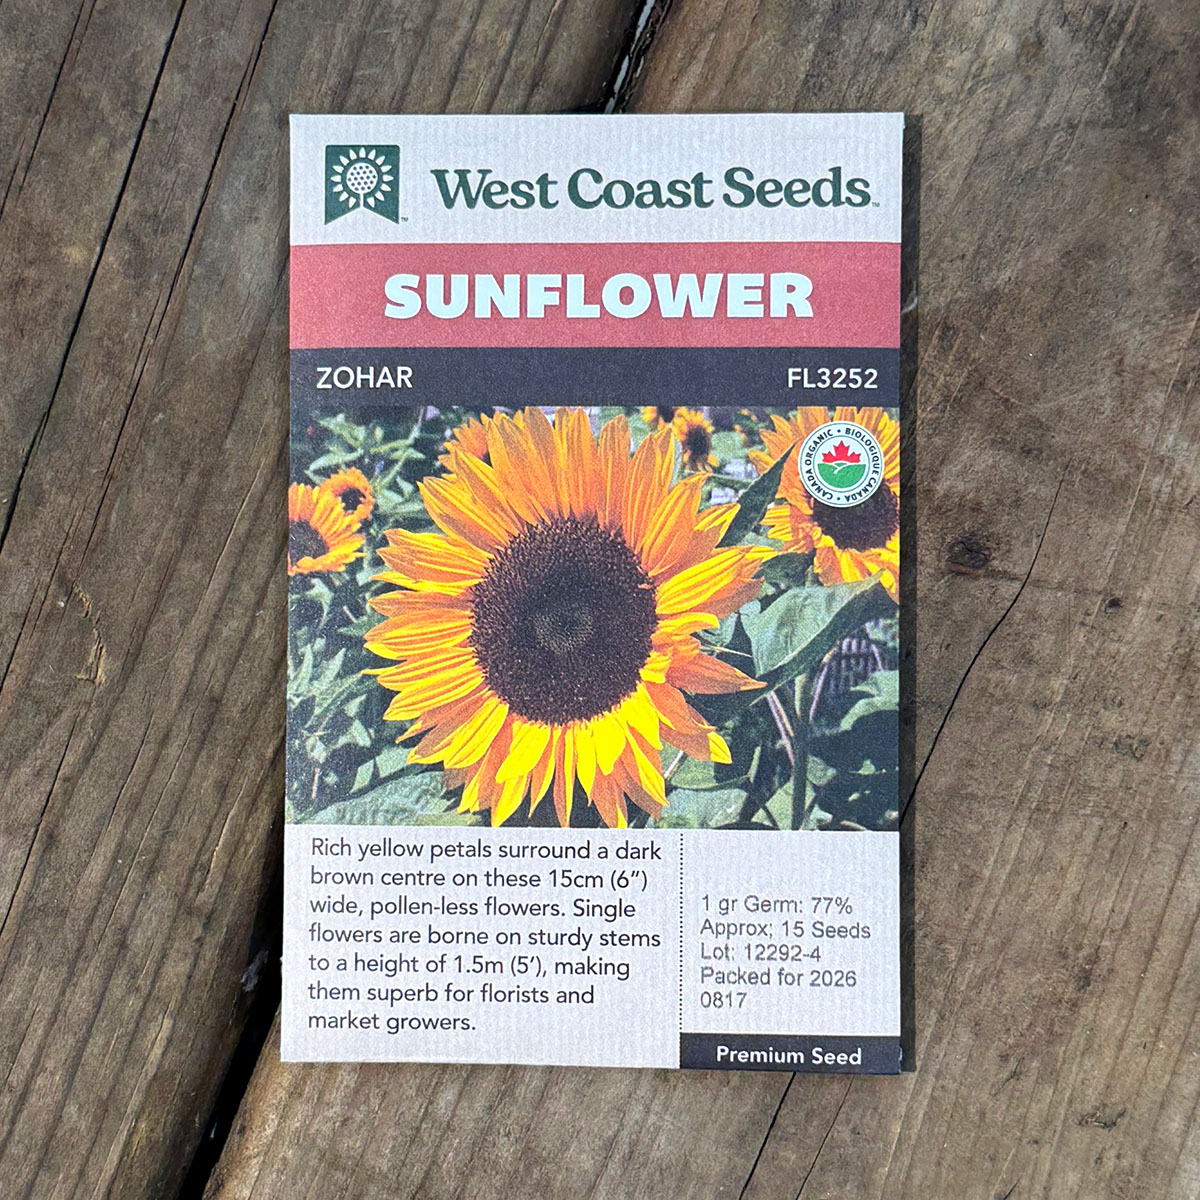 West Coast Seeds™
SUNFLOWER
ZOHAR FL3252
CANADA ORGANIC • BIOLOGIQUE CANADA •
Rich yellow petals surround a dark
brown centre on these 15cm (6")
wide, pollen-less flowers. Single
flowers are borne on sturdy stems
to a height of 1.5m (5'), making
them superb for florists and
market growers.
1 gr Germ: 77%
Approx: 15 Seeds
Lot: 12292-4
Packed for 2026
0817
Premium Seed